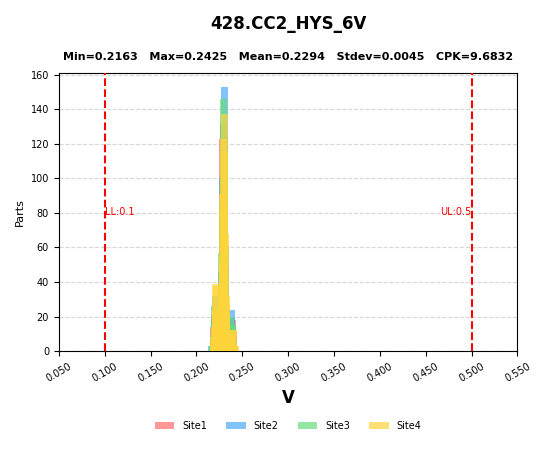 428.CC2_HYS_6V
Min=0.2163 Max=0.2425 Mean=0.2294 Stdev=0.0045 CPK=9.6832
160
140
120
100
80
60
40
20
0
Parts
LL:0.1
UL:0.5
0.050 0.100 0.150 0.200 0.250 0.300 0.350 0.400 0.450 0.500 0.550
V
Site1 Site2 Site3 Site4